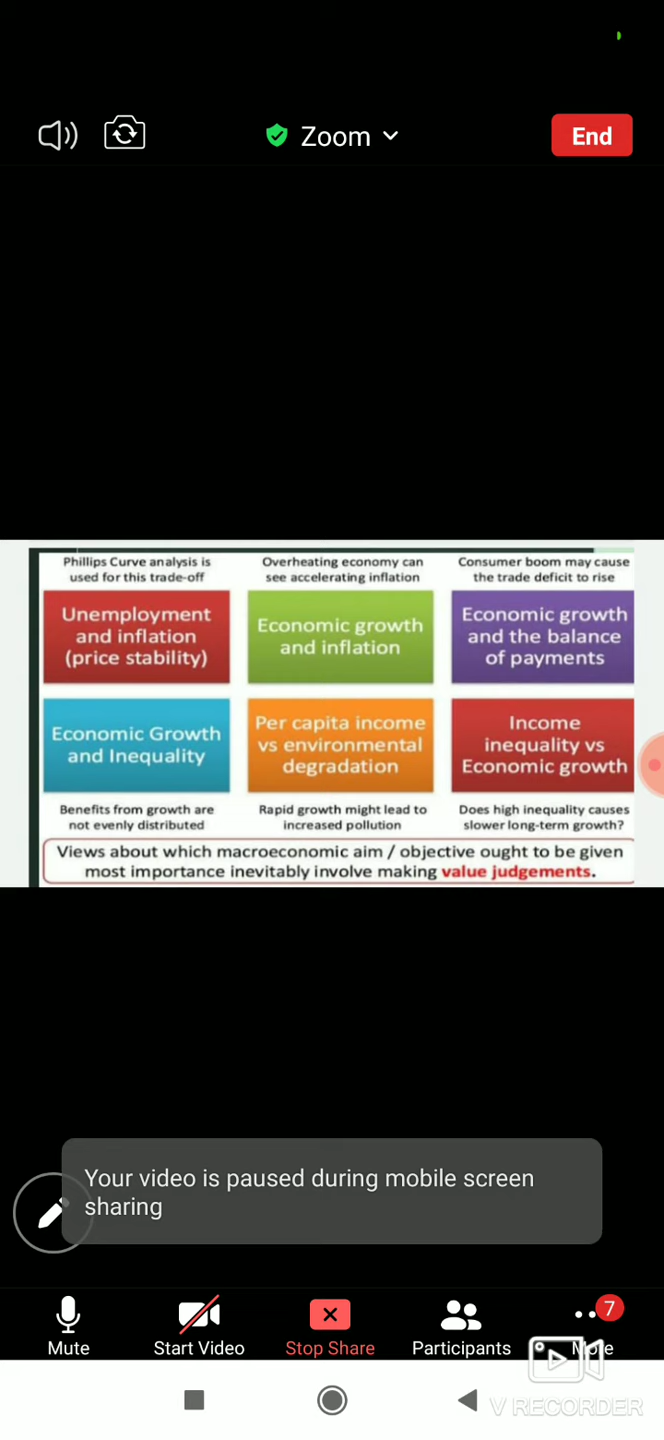 Zoom
End
Phillips Curve analysis is
used for this trade-off
Overheating economy can
see accelerating inflation
Consumer boom may cause
the trade deficit to rise
Unemployment
and inflation
(price stability)
Economic growth
and inflation
Economic growth
and the balance
of payments
Economic Growth
and Inequality
Per capita income
vs environmental
degradation
Income
inequality vs
Economic growth
Benefits from growth are
not evenly distributed
Rapid growth might lead to
increased pollution
Does high inequality causes
slower long-term growth?
Views about which macroeconomic aim / objective ought to be given
most importance inevitably involve making value judgements.
Your video is paused during mobile screen
sharing
7
Mute
Start Video
Stop Share
Participants
More
V RECORDER